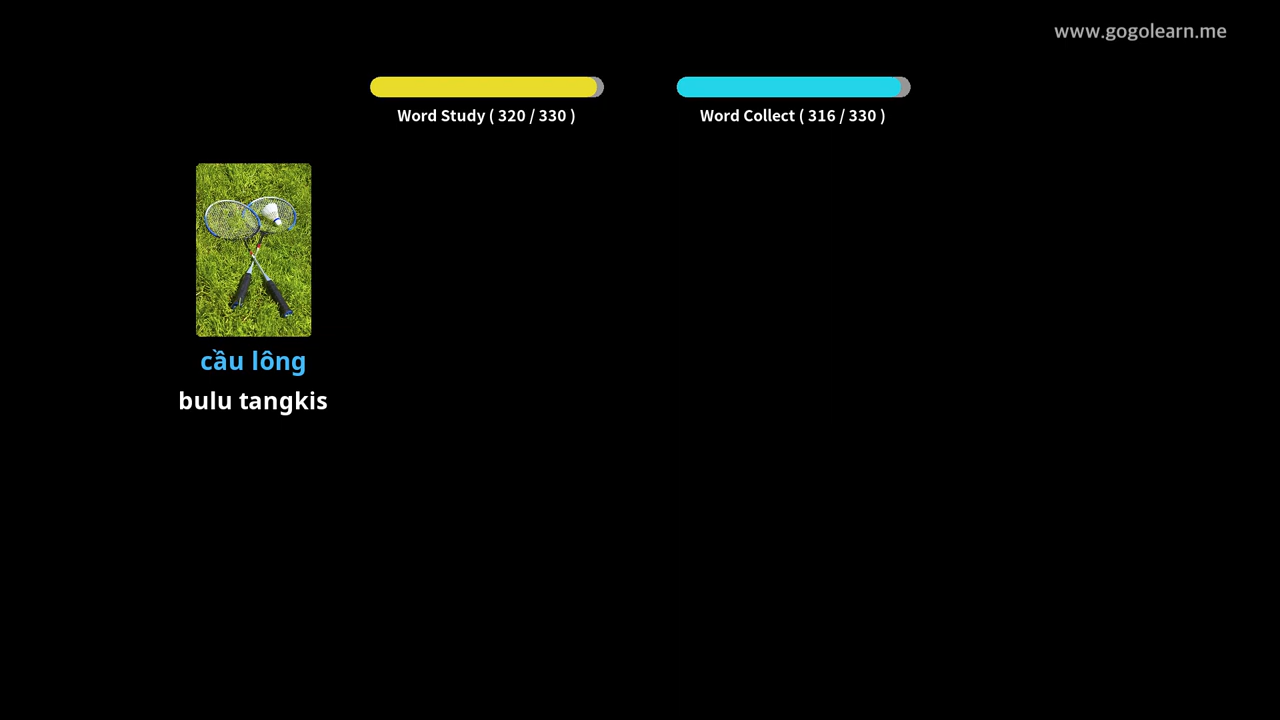 www.gogolearn.me
Word Study ( 320 / 330 )
Word Collect ( 316 / 330 )
cầu lông
bulu tangkis